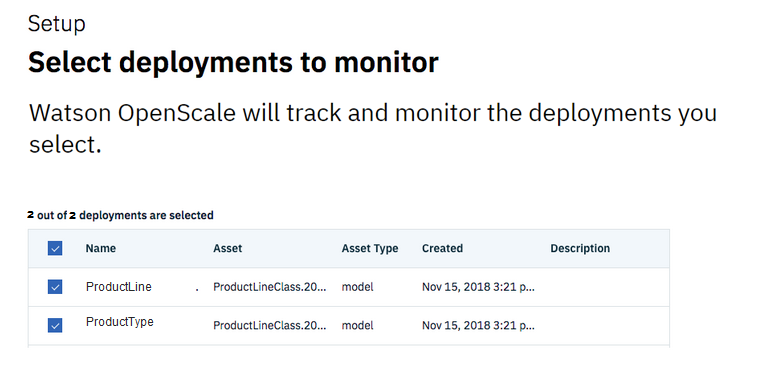 Setup
Select deployments to monitor
Watson OpenScale will track and monitor the deployments you
select.
2 out of 2 deployments are selected
Name Asset Asset Type Created Description
ProductLine . ProductLineClass.20... model Nov 15, 2018 3:21 p...
ProductType ProductLineClass.20... model Nov 15, 2018 3:21 p...